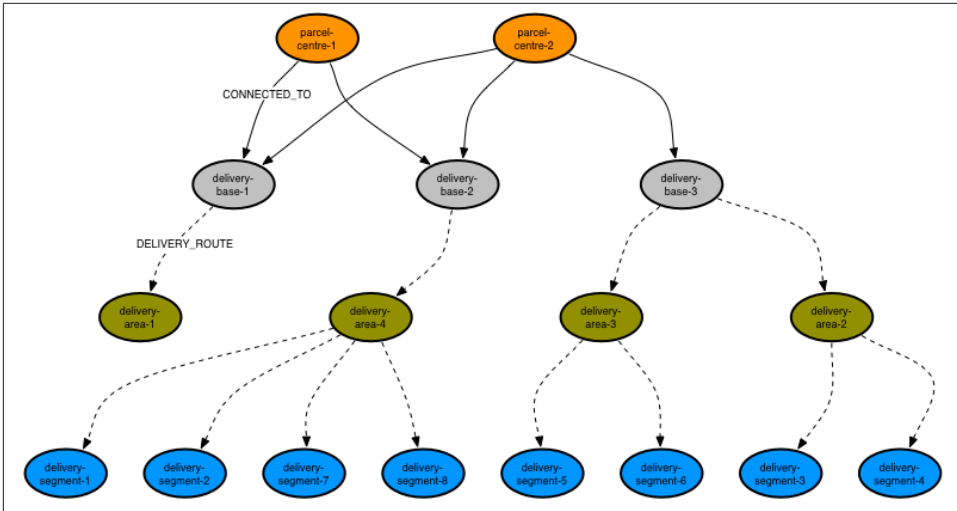 parcel-
centre-1
parcel-
centre-2
CONNECTED_TO
delivery-
base-1
delivery-
base-2
delivery-
base-3
DELIVERY_ROUTE
delivery-
area-1
delivery-
area-4
delivery-
area-3
delivery-
area-2
delivery-
segment-1
delivery-
segment-2
delivery-
segment-7
delivery-
segment-8
delivery-
segment-5
delivery-
segment-6
delivery-
segment-3
delivery-
segment-4